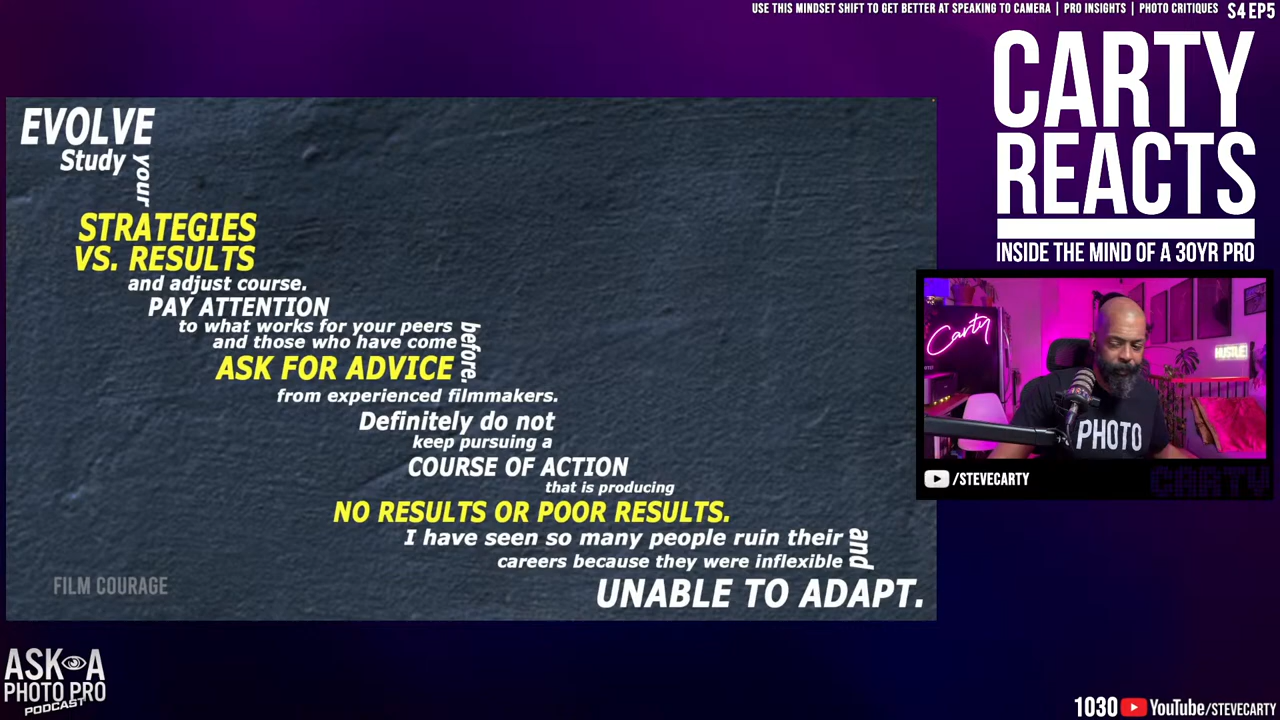 USE THIS MINDSET SHIFT TO GET BETTER AT SPEAKING TO CAMERA | PRO INSIGHTS | PHOTO CRITIQUES S4 EP5
CARTY
REACTS
INSIDE THE MIND OF A 30YR PRO
EVOLVE
Study your
STRATEGIES
VS. RESULTS
and adjust course.
PAY ATTENTION
to what works for your peers
and those who have come before.
ASK FOR ADVICE
from experienced filmmakers.
Definitely do not
keep pursuing a
COURSE OF ACTION
that is producing
NO RESULTS OR POOR RESULTS.
I have seen so many people ruin their
careers because they were inflexible and
UNABLE TO ADAPT.
FILM COURAGE
Carty
HUSTLE
PHOTO
/STEVECARTY
CARTY
ASK A
PHOTO PRO
PODCAST
1030 YouTube/STEVECARTY